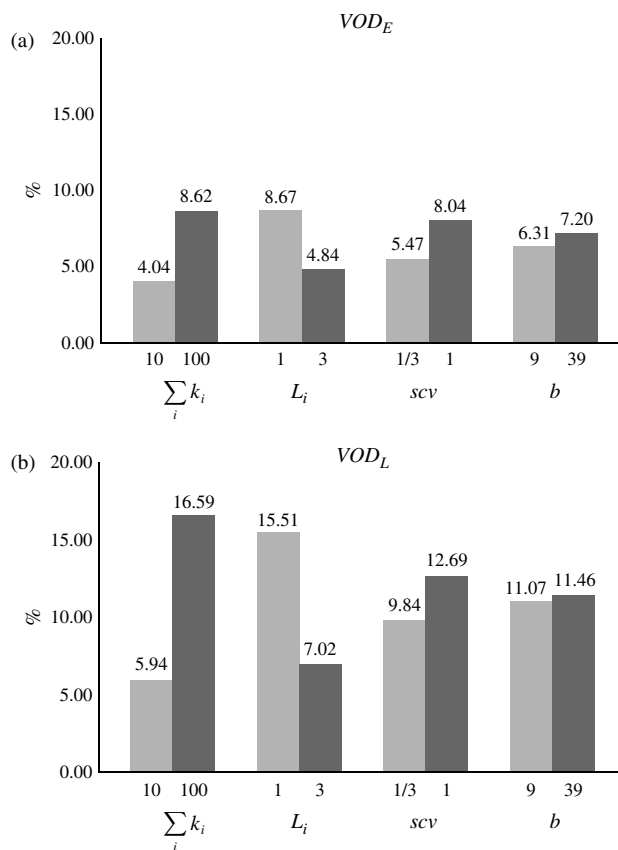 (a)
VOD_E
20.00
15.00
10.00
5.00
0.00
%
4.04 8.62 8.67 4.84 5.47 8.04 6.31 7.20
10 100 1 3 1/3 1 9 39
∑_i k_i L_i scv b
(b)
VOD_L
20.00
15.00
10.00
5.00
0.00
%
5.94 16.59 15.51 7.02 9.84 12.69 11.07 11.46
10 100 1 3 1/3 1 9 39
∑_i k_i L_i scv b